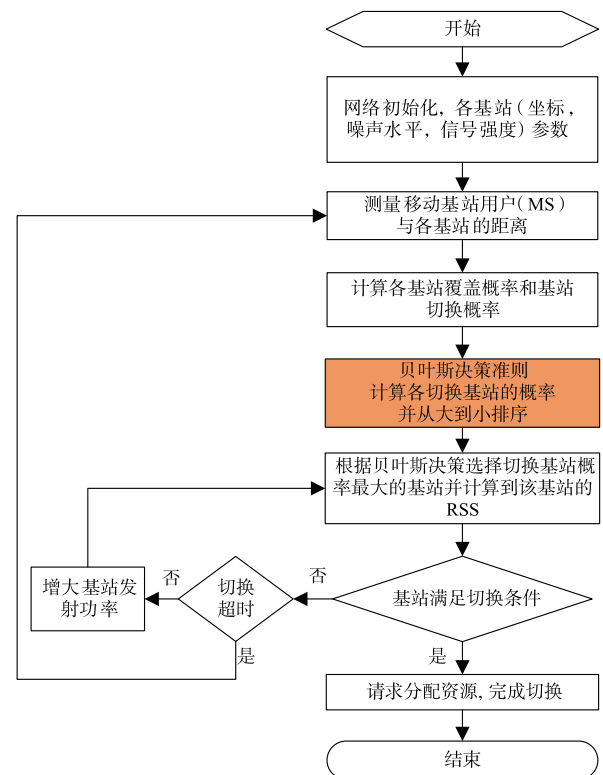 开始
网络初始化, 各基站(坐标,
噪声水平, 信号强度)参数
测量移动基站用户(MS)
与各基站的距离
计算各基站覆盖概率和基站
切换概率
贝叶斯决策准则
计算各切换基站的概率
并从大到小排序
根据贝叶斯决策选择切换基站概
率最大的基站并计算到该基站的
RSS
基站满足切换条件
否
切换
超时
否
增大基站发
射功率
是
是
请求分配资源, 完成切换
结束